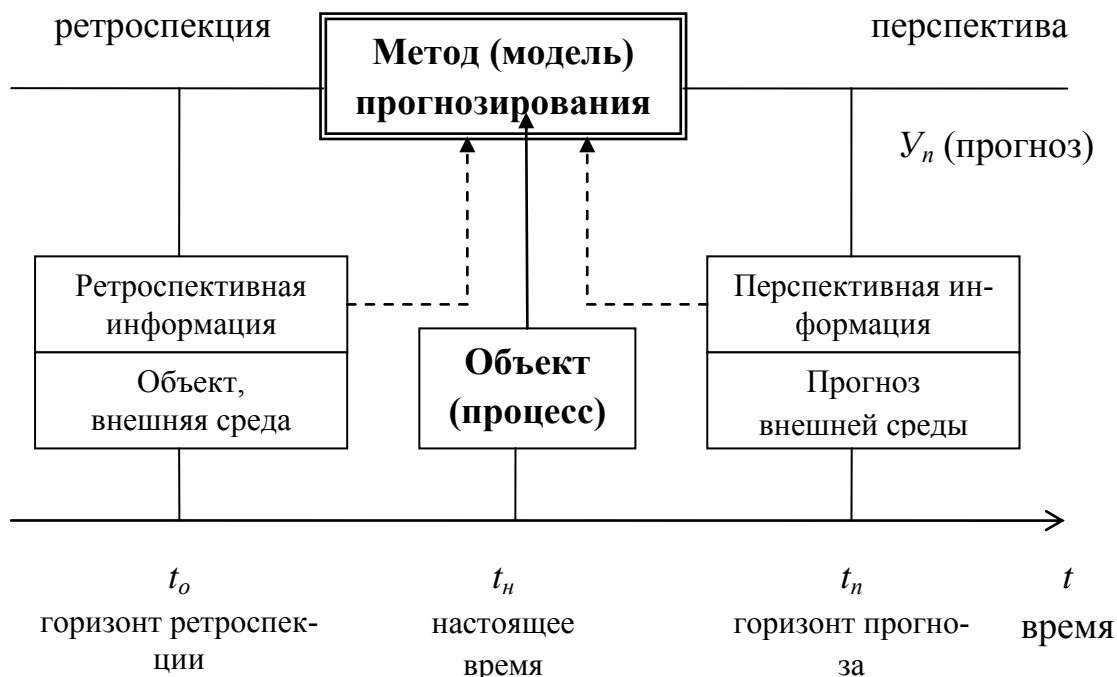 ретроспекция
Метод (модель)
прогнозирования
перспектива
Уп (прогноз)
Ретроспективная
информация
Объект,
внешняя среда
Объект
(процесс)
Перспективная ин-
формация
Прогноз
внешней среды
tо
горизонт ретроспек-
ции
tн
настоящее
время
tп
горизонт прогно-
за
t
время